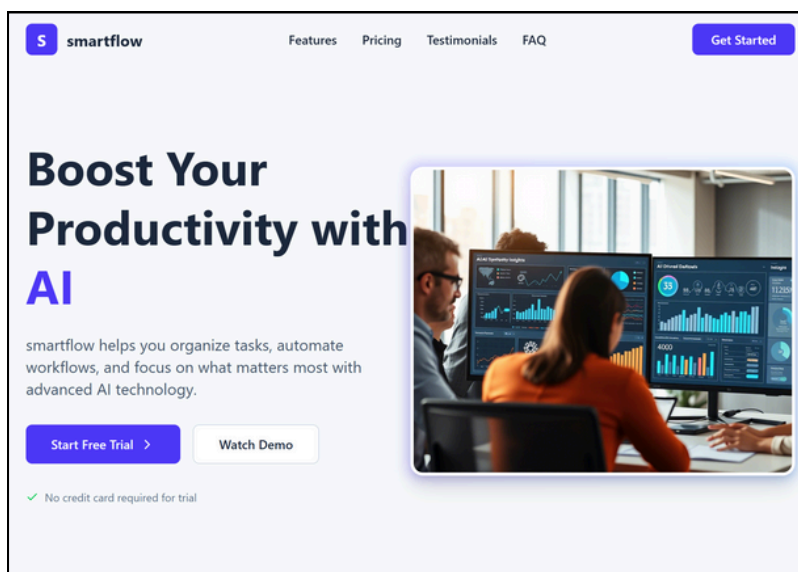 S smartflow Features Pricing Testimonials FAQ Get Started
Boost Your
Productivity with
AI
smartflow helps you organize tasks, automate
workflows, and focus on what matters most with
advanced AI technology.
Start Free Trial Watch Demo
No credit card required for trial
33
4000